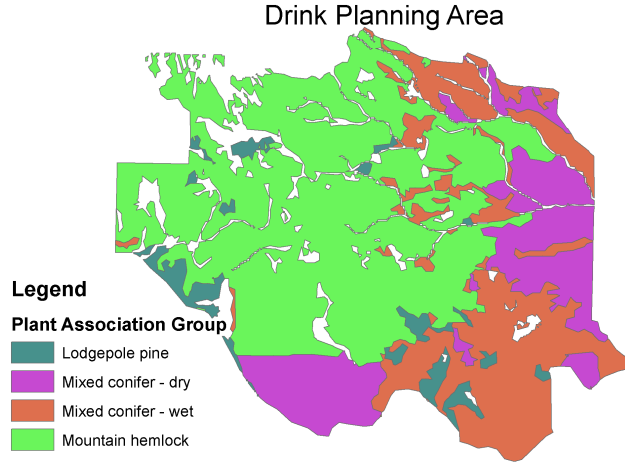 Drink Planning Area
Legend
Plant Association Group
Lodgepole pine
Mixed conifer - dry
Mixed conifer - wet
Mountain hemlock